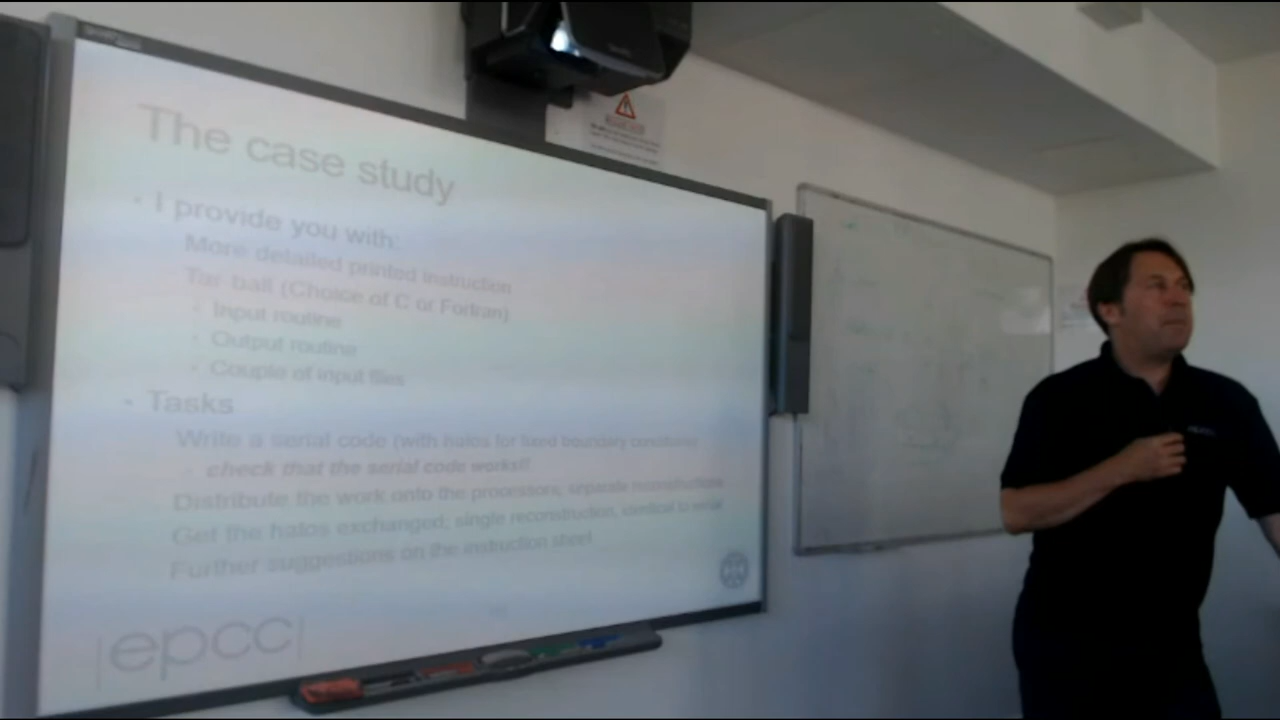 The case study
I provide you with:
More detailed printed instruction
Tar ball (Choice of C or Fortran)
Input routine
Output routine
Couple of input files
Tasks
Write a serial code (with halos for fixed boundary conditions)
check that the serial code works!!
Distribute the work onto the processors; separate reconstructions
Get the halos exchanged; single reconstruction, identical to serial
Further suggestions on the instruction sheet
epcc